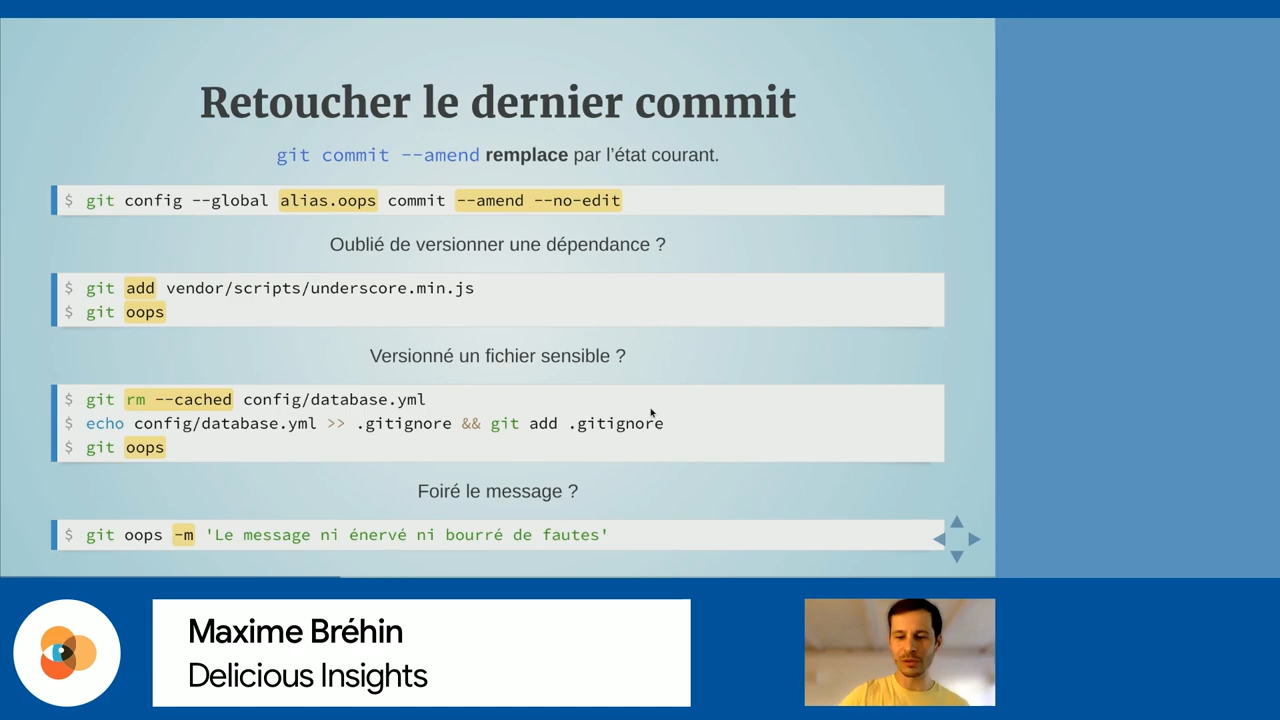 Retoucher le dernier commit
git commit --amend remplace par l’état courant.
$ git config --global alias.oops commit --amend --no-edit
Oublié de versionner une dépendance ?
$ git add vendor/scripts/underscore.min.js
$ git oops
Versionné un fichier sensible ?
$ git rm --cached config/database.yml
$ echo config/database.yml >> .gitignore && git add .gitignore
$ git oops
Foiré le message ?
$ git oops -m 'Le message ni énervé ni bourré de fautes'
Maxime Bréhin
Delicious Insights